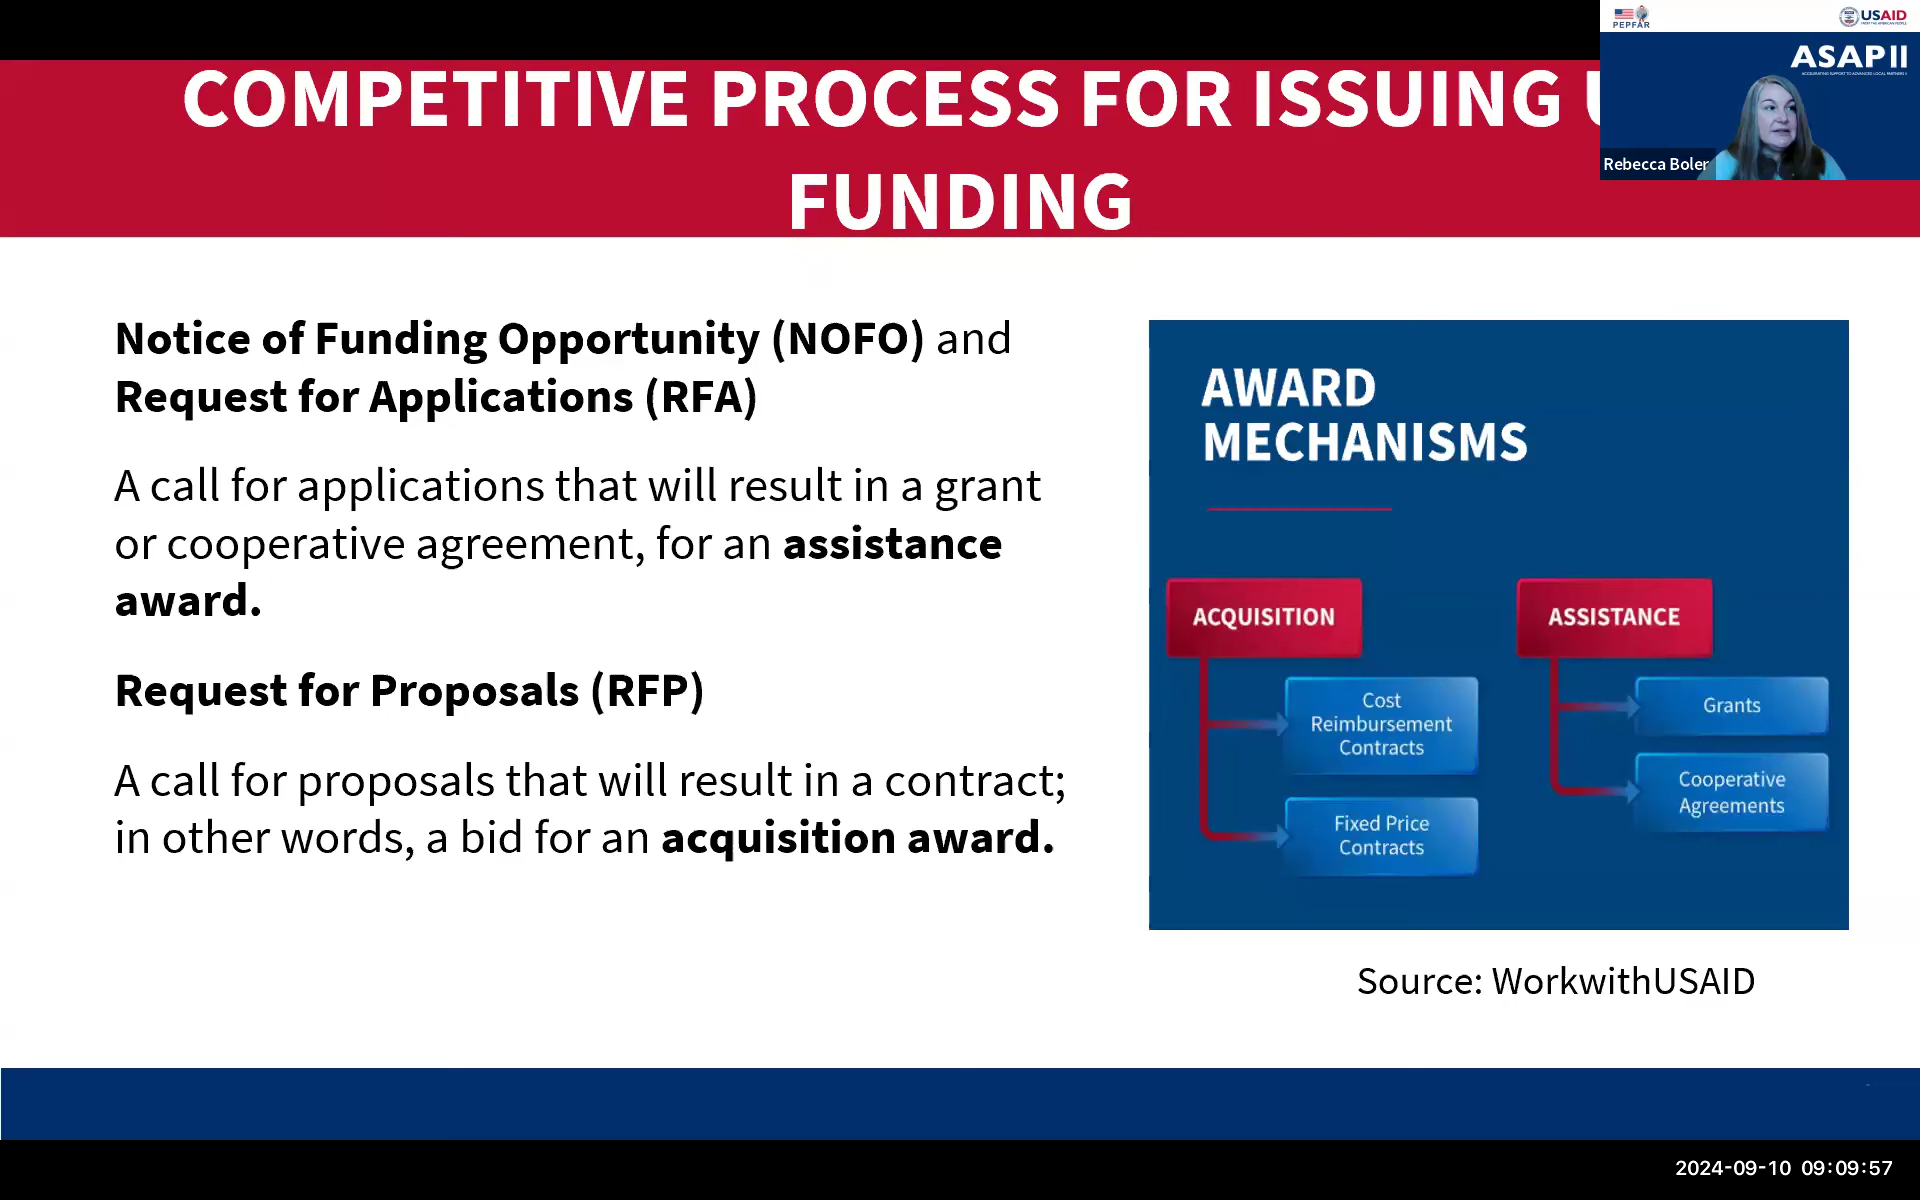 COMPETITIVE PROCESS FOR ISSUING
FUNDING
PEPFAR
USAID
ASAP II
Rebecca Boler
Notice of Funding Opportunity (NOFO) and
Request for Applications (RFA)
A call for applications that will result in a grant
or cooperative agreement, for an assistance
award.
Request for Proposals (RFP)
A call for proposals that will result in a contract;
in other words, a bid for an acquisition award.
AWARD
MECHANISMS
ACQUISITION
Cost
Reimbursement
Contracts
Fixed Price
Contracts
ASSISTANCE
Grants
Cooperative
Agreements
Source: WorkwithUSAID
2024-09-10 09:09:57